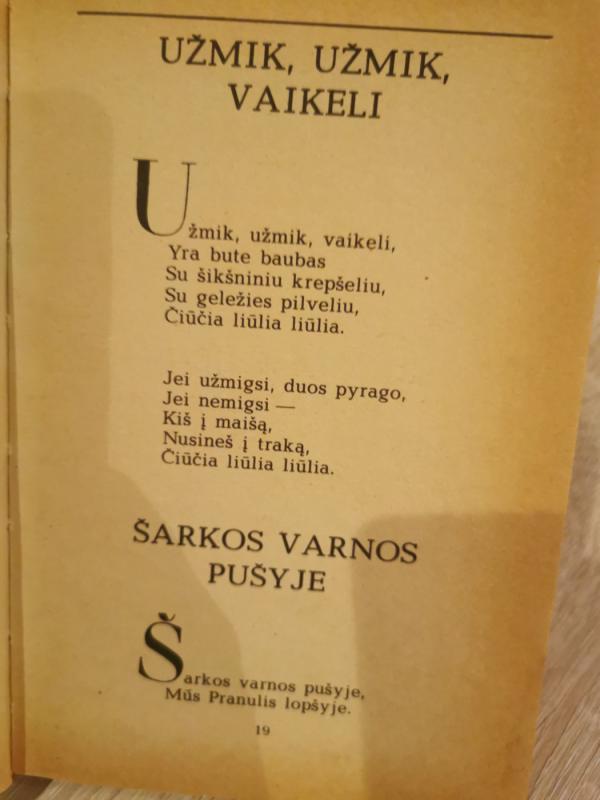 UŽMIK, UŽMIK,
VAIKELI
Užmik, užmik, vaikeli,
Yra bute baubas
Su šikšniniu krepšeliu,
Su geležies pilveliu,
Čiūčia liūlia liūlia.
Jei užmigsi, duos pyrago,
Jei nemigsi —
Kiš į maišą,
Nusineš į traką,
Čiūčia liūlia liūlia.
ŠARKOS VARNOS
PUŠYJE
Šarkos varnos pušyje,
Mūs Pranulis lopšyje.
19